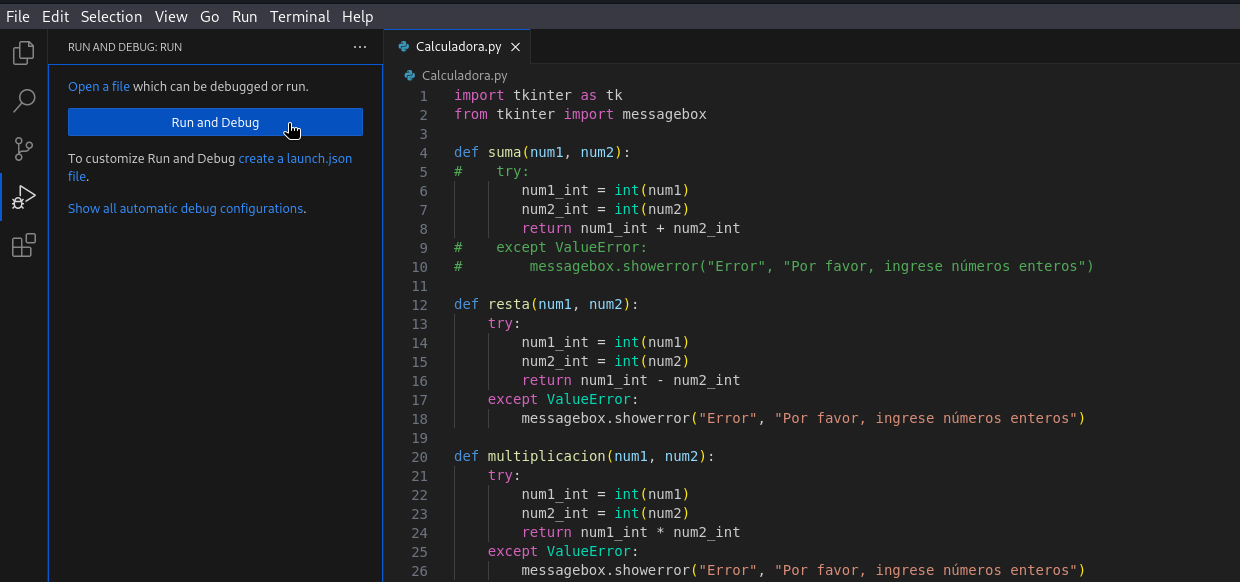 File Edit Selection View Go Run Terminal Help
RUN AND DEBUG: RUN ...
Open a file which can be debugged or run.
Run and Debug
To customize Run and Debug create a launch.json
file.
Show all automatic debug configurations.
Calculadora.py
Calculadora.py
1 import tkinter as tk
2 from tkinter import messagebox
3
4 def suma(num1, num2):
5 #    try:
6         num1_int = int(num1)
7         num2_int = int(num2)
8         return num1_int + num2_int
9 #    except ValueError:
10 #        messagebox.showerror("Error", "Por favor, ingrese números enteros")
11
12 def resta(num1, num2):
13     try:
14         num1_int = int(num1)
15         num2_int = int(num2)
16         return num1_int - num2_int
17     except ValueError:
18         messagebox.showerror("Error", "Por favor, ingrese números enteros")
19
20 def multiplicacion(num1, num2):
21     try:
22         num1_int = int(num1)
23         num2_int = int(num2)
24         return num1_int * num2_int
25     except ValueError:
26         messagebox.showerror("Error", "Por favor, ingrese números enteros")